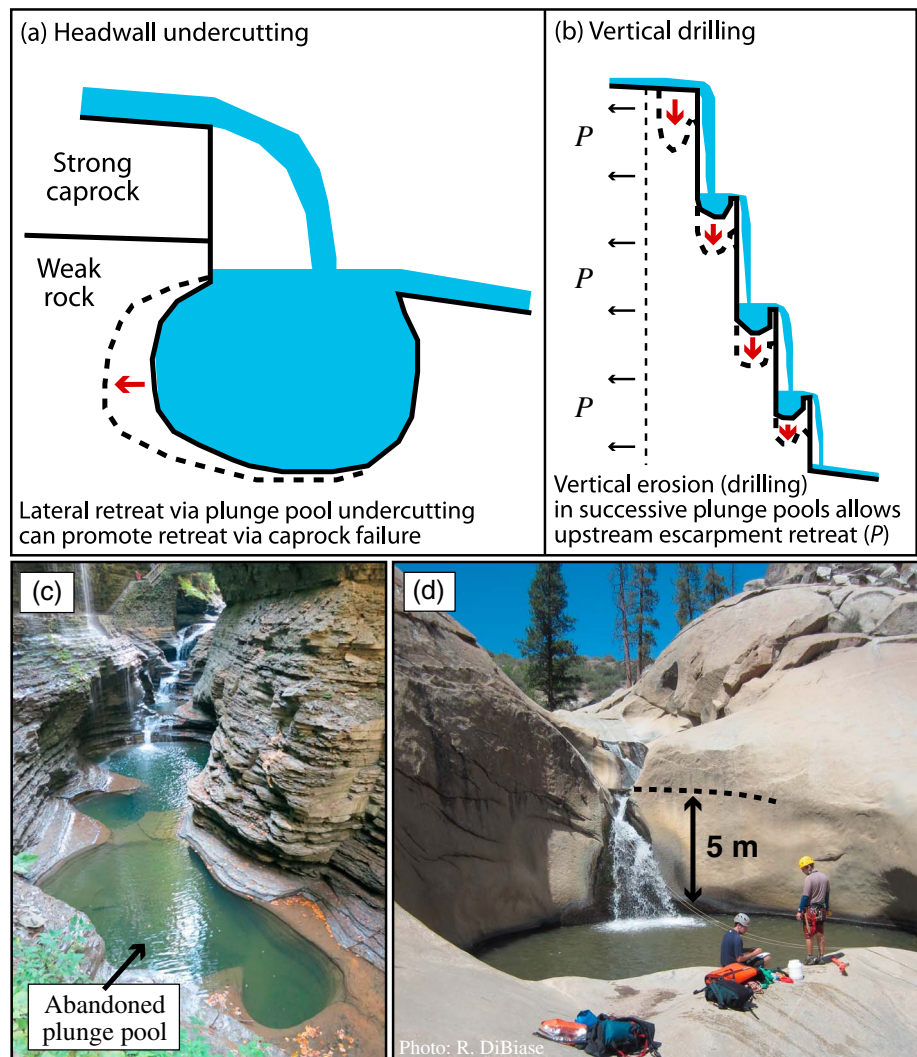 (a) Headwall undercutting
Strong
caprock
Weak
rock
Lateral retreat via plunge pool undercutting
can promote retreat via caprock failure
(b) Vertical drilling
P
P
P
Vertical erosion (drilling)
in successive plunge pools allows
upstream escarpment retreat (P)
(c)
Abandoned
plunge pool
(d)
5 m
Photo: R. DiBiase